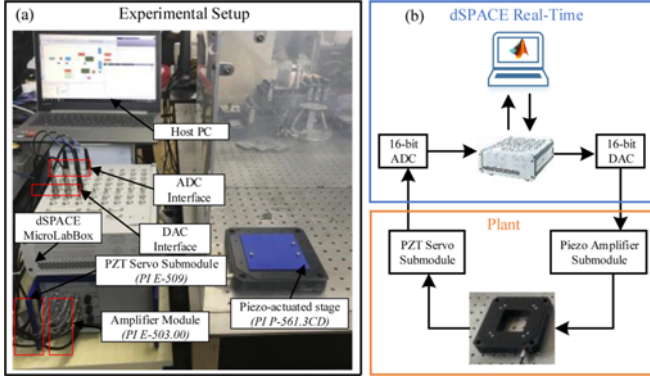 (a) Experimental Setup
Host PC
ADC
Interface
DAC
Interface
dSPACE
MicroLabBox
PZT Servo Submodule
(PI E-509)
Amplifier Module
(PI E-503.00)
Piezo-actuated stage
(PI P-561.3CD)
(b)
dSPACE Real-Time
16-bit
ADC
16-bit
DAC
Plant
PZT Servo
Submodule
Piezo Amplifier
Submodule